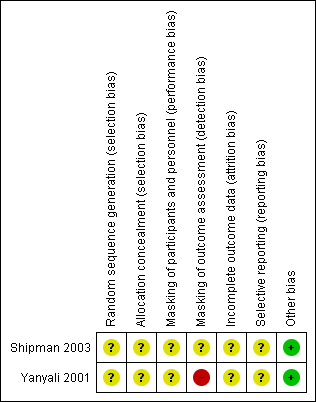 Random sequence generation (selection bias)
Allocation concealment (selection bias)
Masking of participants and personnel (performance bias)
Masking of outcome assessment (detection bias)
Incomplete outcome data (attrition bias)
Selective reporting (reporting bias)
Other bias
Shipman 2003 ? ? ? ? ? ? +
Yanyali 2001 ? ? ? ? ? +